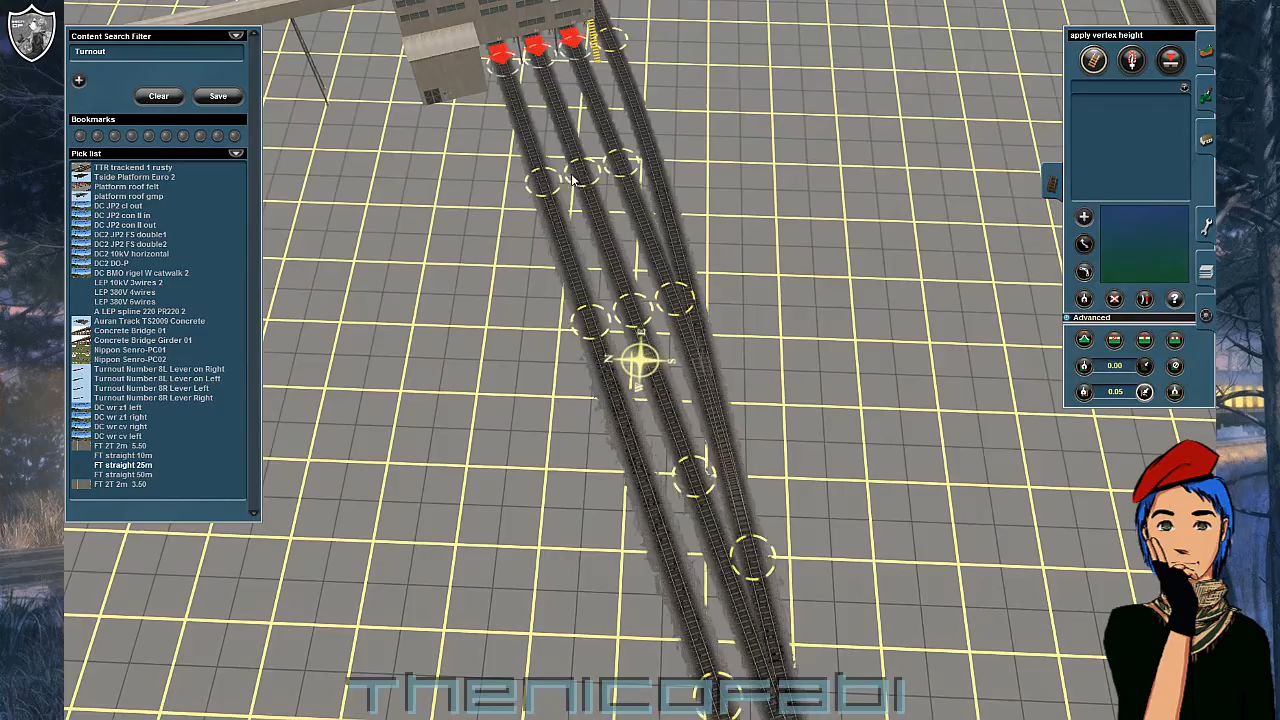 Content Search Filter
Turnout
Clear
Save
Bookmarks
Pick list
TTR trackend 1 rusty
Tside Platform Euro 2
Platform roof felt
platform roof gmp
DC JP2 cl out
DC JP2 con II in
DC JP2 con II out
DC2 JP2 FS double1
DC2 JP2 FS double2
DC2 10kV horizontal
DC2 DO-P
DC BMO rigel W catwalk 2
LEP 10kV 3wires 2
LEP 380V 4wires
LEP 380V 6wires
A LEP spline 220 PR220 2
Auran Track TS2009 Concrete
Concrete Bridge 01
Concrete Bridge Girder 01
Nippon Senro-PC01
Nippon Senro-PC02
Turnout Number 8L Lever on Right
Turnout Number 8L Lever on Left
Turnout Number 8R Lever Left
Turnout Number 8R Lever Right
DC wr z1 left
DC wr z1 right
DC wr cv right
DC wr cv left
FT 2T 2m 5.50
FT straight 10m
FT straight 25m
FT straight 50m
FT 2T 2m 3.50
N
E
S
W
apply vertex height
?
Advanced
0.00
0.05
THENICOFABI